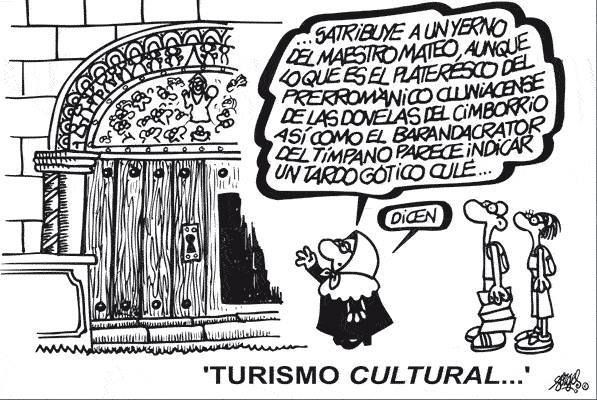 ...SATRIBUYE A UN YERNO
DEL MAESTRO MATEO, AUNQUE
LO QUE ES EL PLATERESCO DEL
PRERROMÀNICO CLUNIACENSE
DE LAS DOVELAS DEL CIMBORRIO
ASÍ COMO EL BARANDACRATOR
DEL TÍMPANO PARECE INDICAR
UN TARDO GÓTICO CULÉ...
DICEN
'TURISMO CULTURAL...'